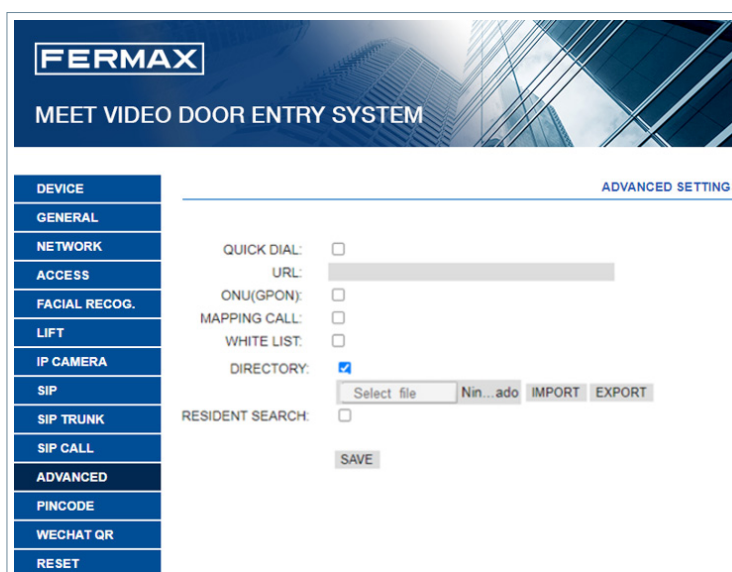 FERMAX
MEET VIDEO DOOR ENTRY SYSTEM
DEVICE
GENERAL
NETWORK
ACCESS
FACIAL RECOG.
LIFT
IP CAMERA
SIP
SIP TRUNK
SIP CALL
ADVANCED
PINCODE
WECHAT QR
RESET
ADVANCED SETTING
QUICK DIAL:
URL:
ONU(GPON):
MAPPING CALL:
WHITE LIST:
DIRECTORY:
Select file Nin...ado IMPORT EXPORT
RESIDENT SEARCH:
SAVE